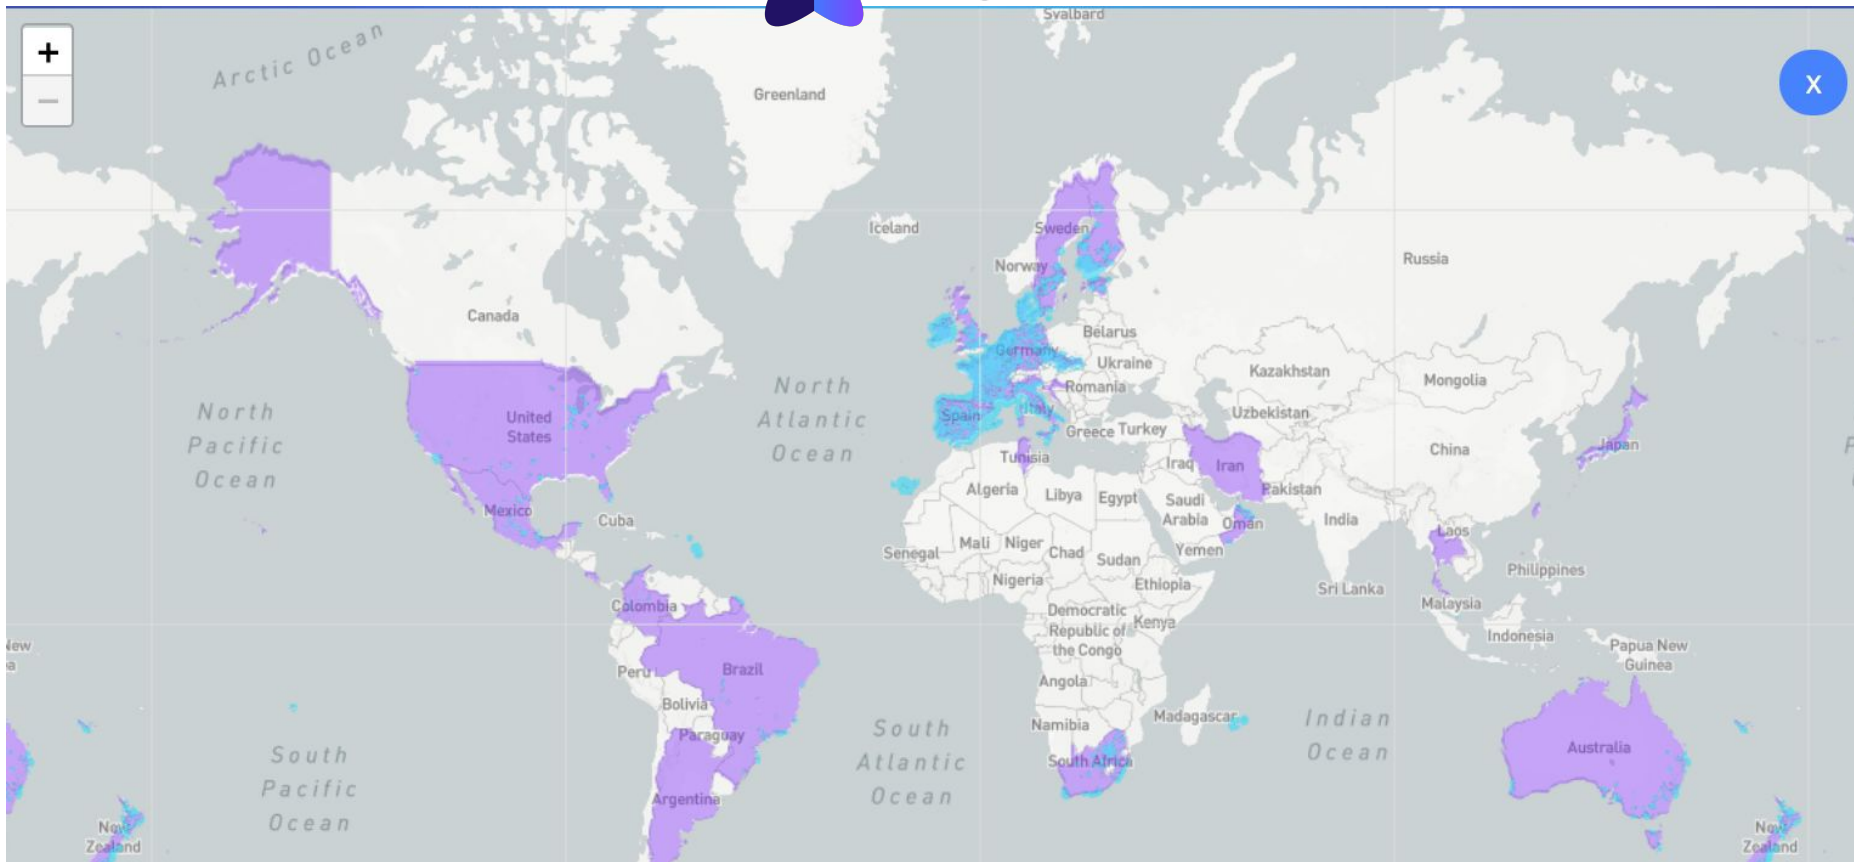 Svalbard
+
−
X
Arctic Ocean
Greenland
Iceland
Sweden
Norway
Russia
Canada
Belarus
Germany
Ukraine
Kazakhstan
Mongolia
Romania
North
Pacific
Ocean
North
Atlantic
Ocean
United
States
Spain
Italy
Uzbekistan
Greece
Turkey
Japan
China
Tunisia
Iraq
Iran
Algeria
Libya
Egypt
Saudi
Arabia
Pakistan
Mexico
Cuba
India
Oman
Laos
Senegal
Mali
Niger
Chad
Sudan
Yemen
Philippines
Nigeria
Ethiopia
Sri Lanka
Colombia
Malaysia
Democratic
Republic of
the Congo
Kenya
Indonesia
Papua New
Guinea
Peru
Brazil
Angola
Bolivia
Namibia
Madagascar
Indian
Ocean
Paraguay
South
Atlantic
Ocean
South Africa
Australia
South
Pacific
Ocean
Argentina
New
Zealand
New
Zealand